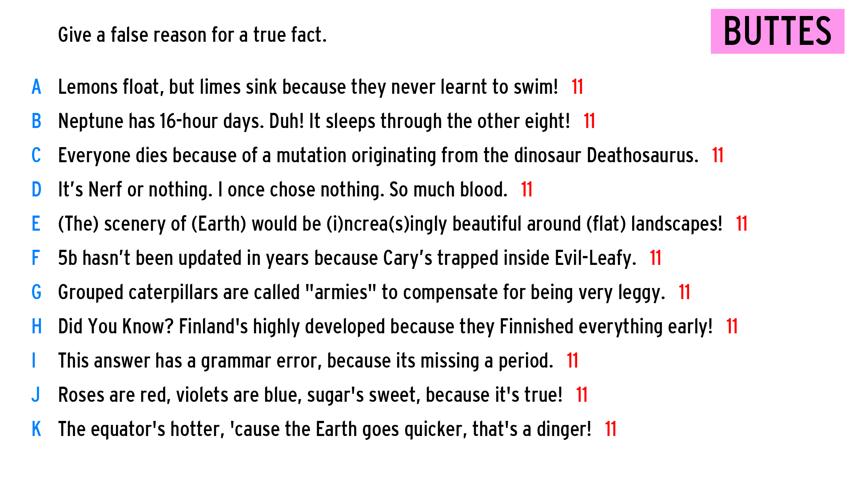 Give a false reason for a true fact.
BUTTES
A Lemons float, but limes sink because they never learnt to swim! 11
B Neptune has 16-hour days. Duh! It sleeps through the other eight! 11
C Everyone dies because of a mutation originating from the dinosaur Deathosaurus. 11
D It's Nerf or nothing. I once chose nothing. So much blood. 11
E (The) scenery of (Earth) would be (i)ncrea(s)ingly beautiful around (flat) landscapes! 11
F 5b hasn't been updated in years because Cary's trapped inside Evil-Leafy. 11
G Grouped caterpillars are called "armies" to compensate for being very leggy. 11
H Did You Know? Finland's highly developed because they Finnished everything early! 11
I This answer has a grammar error, because its missing a period. 11
J Roses are red, violets are blue, sugar's sweet, because it's true! 11
K The equator's hotter, 'cause the Earth goes quicker, that's a dinger! 11